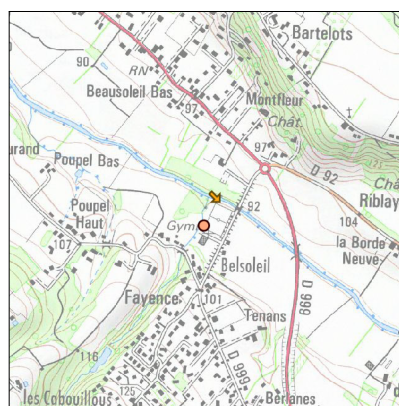 Bartelots
90
RN
Beausoleil Bas
97
Montfleur
Chât.
97
D 92
urand
Poupel Bas
Poupel
Haut
107
Gym.
92
104
Riblay
la Borde
Neuve
Belsoleil
Fayence
101
D 999
Tenans
116
D 999
les Cabouillous
125
Berlanes